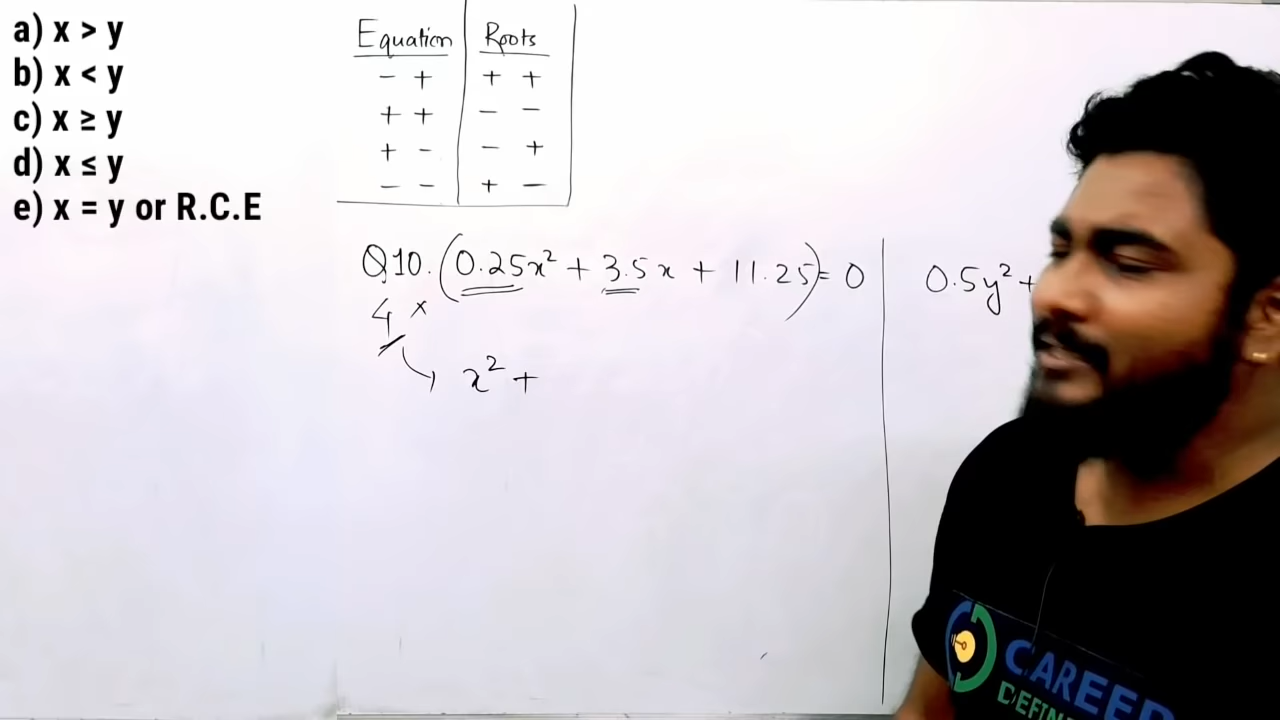 a) x > y
b) x < y
c) x ≥ y
d) x ≤ y
e) x = y or R.C.E
Equation Roots
− + + +
+ + − −
+ − − +
− − + −
Q10. (0.25x² + 3.5x + 11.25) = 0
4 ×
x² +
0.5y² +
CAREER
DEFIN